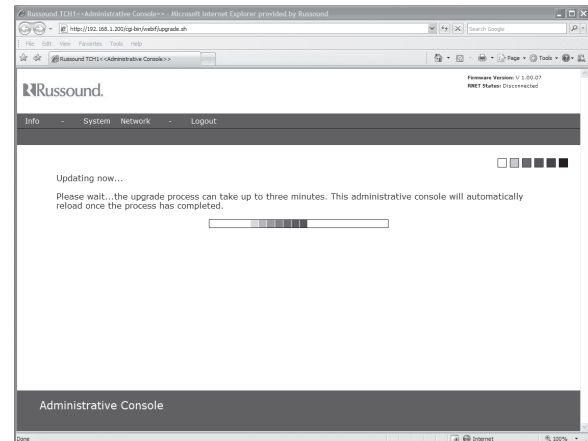 Russound TCH1<<Administrative Console>> - Microsoft Internet Explorer provided by Russound
http://192.168.1.200/cgi-bin/webif/upgrade.sh
Search Google
File Edit View Favorites Tools Help
Russound TCH1<<Administrative Console>>
Page Tools
Russound.
Firmware Version: V 1.00.07
RNET Status: Disconnected
Info - System Network - Logout
Updating now...
Please wait...the upgrade process can take up to three minutes. This administrative console will automatically
reload once the process has completed.
Administrative Console
Done
Internet
100%